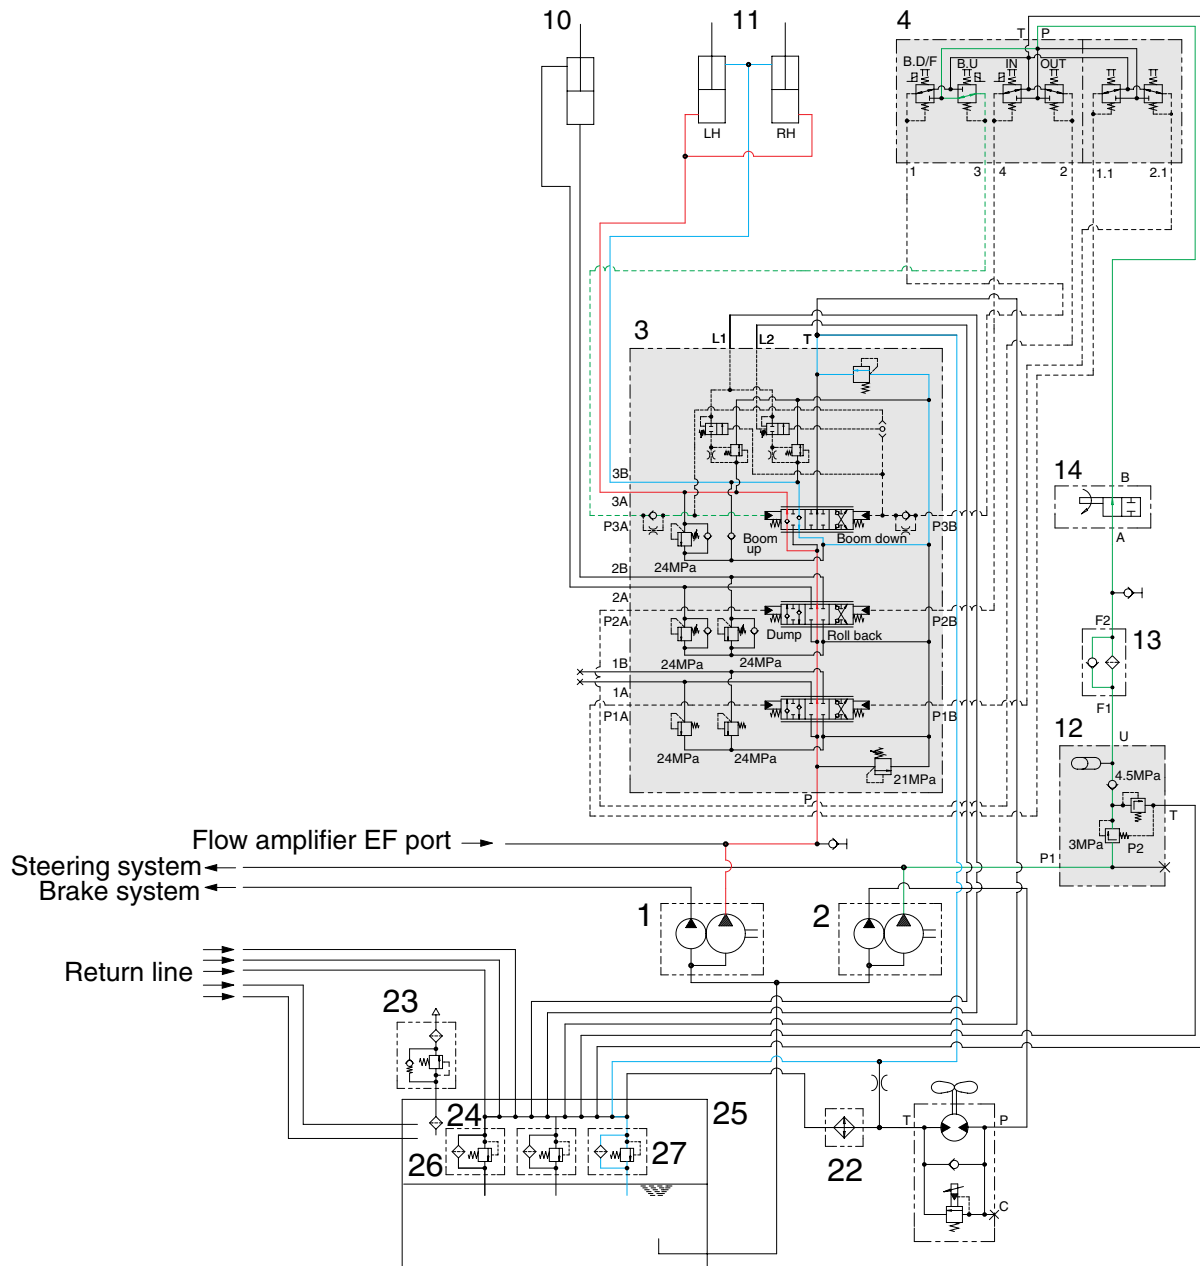 10 11 4
T P
B.D/F B.U IN OUT
LH RH
1 3 4 2 1.1 2.1
3
L1 L2 T
14
B
A
3B
3A
P3A P3B
Boom up
Boom down
24MPa
2B
2A
P2A P2B
Dump Roll back
24MPa 24MPa
1B
1A
P1A P1B
24MPa 24MPa
21MPa
P
F2
13
F1
U
12
4.5MPa
T
3MPa P2
P1
Flow amplifier EF port
Steering system
Brake system
1 2
Return line
23
24 25
26 27
22
T P
C